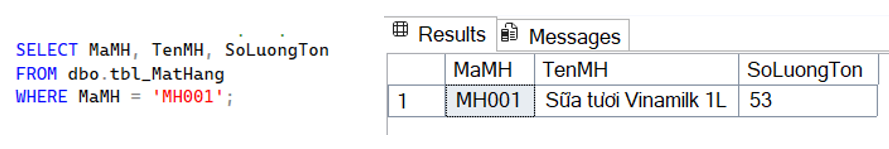 SELECT MaMH, TenMH, SoLuongTon
FROM dbo.tbl_MatHang
WHERE MaMH = 'MH001';
Results Messages
MaMH TenMH SoLuongTon
1 MH001 Sữa tươi Vinamilk 1L 53